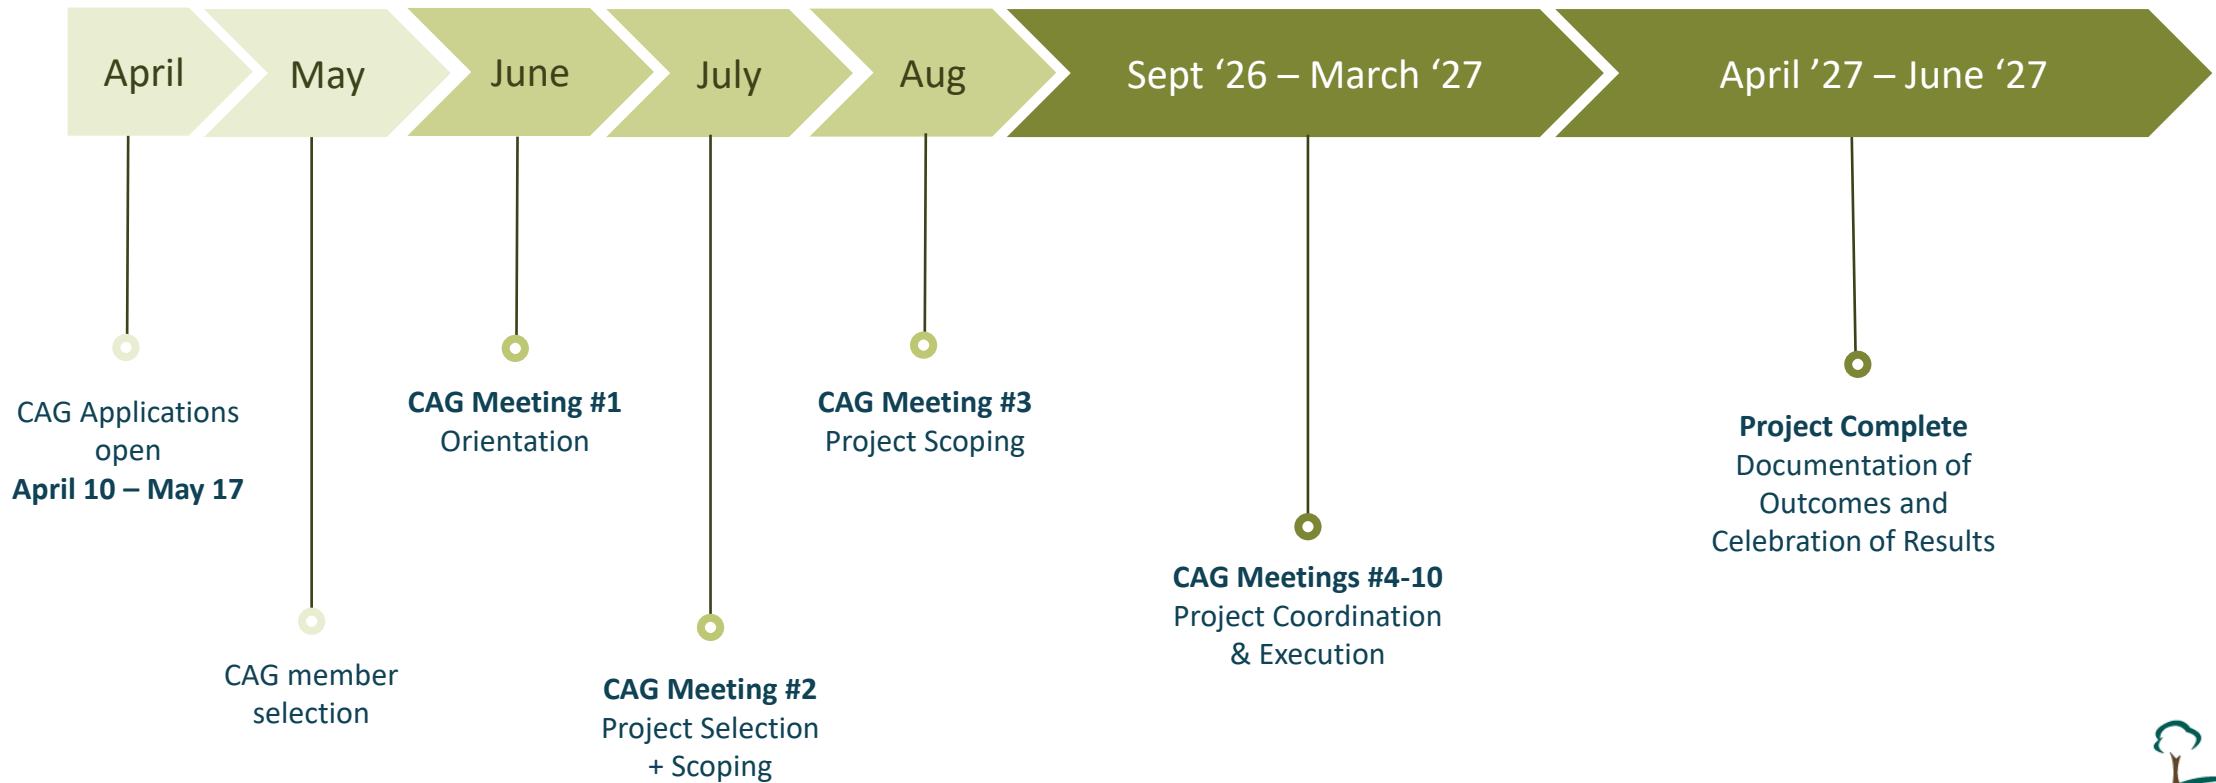 April
May
June
July
Aug
Sept ‘26 – March ‘27
April ’27 – June ‘27
CAG Applications
open
April 10 – May 17
CAG member
selection
CAG Meeting #1
Orientation
CAG Meeting #2
Project Selection
+ Scoping
CAG Meeting #3
Project Scoping
CAG Meetings #4-10
Project Coordination
& Execution
Project Complete
Documentation of
Outcomes and
Celebration of Results